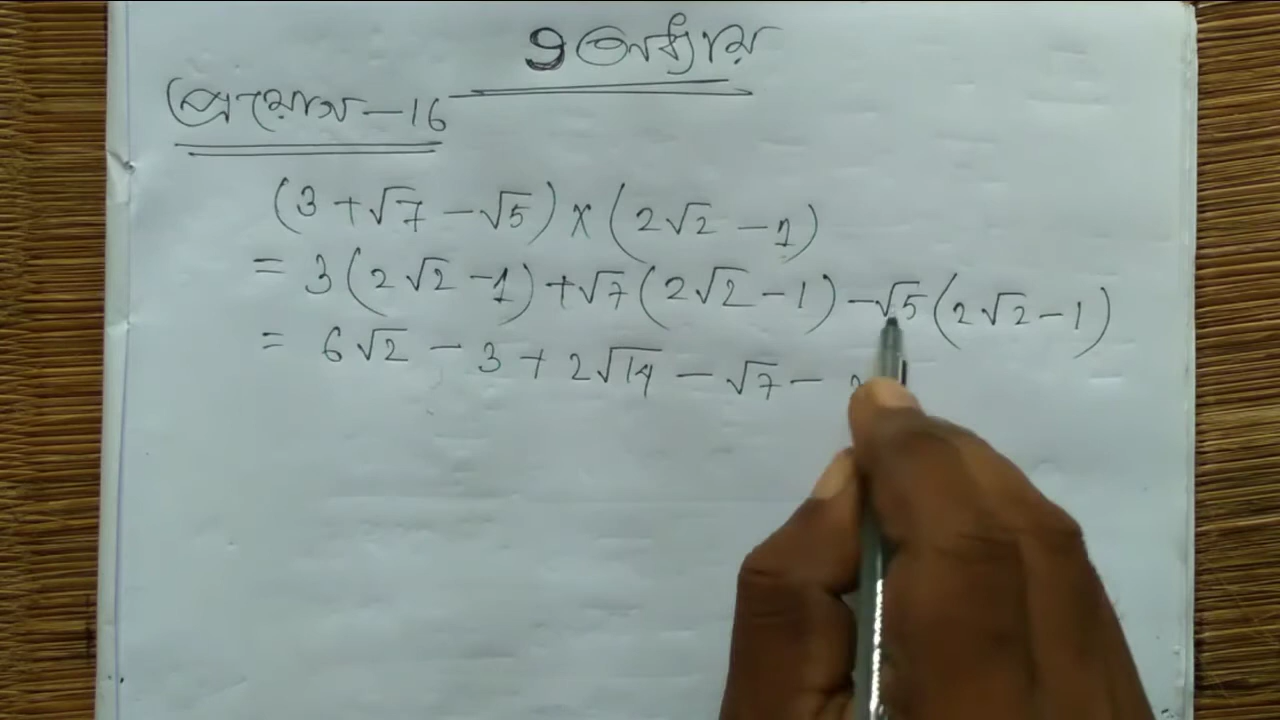 9 অধ্যায়
প্রয়োগ – 16
(3 + √7 – √5) × (2√2 – 1)
= 3(2√2 – 1) + √7(2√2 – 1) – √5(2√2 – 1)
= 6√2 – 3 + 2√14 – √7 –